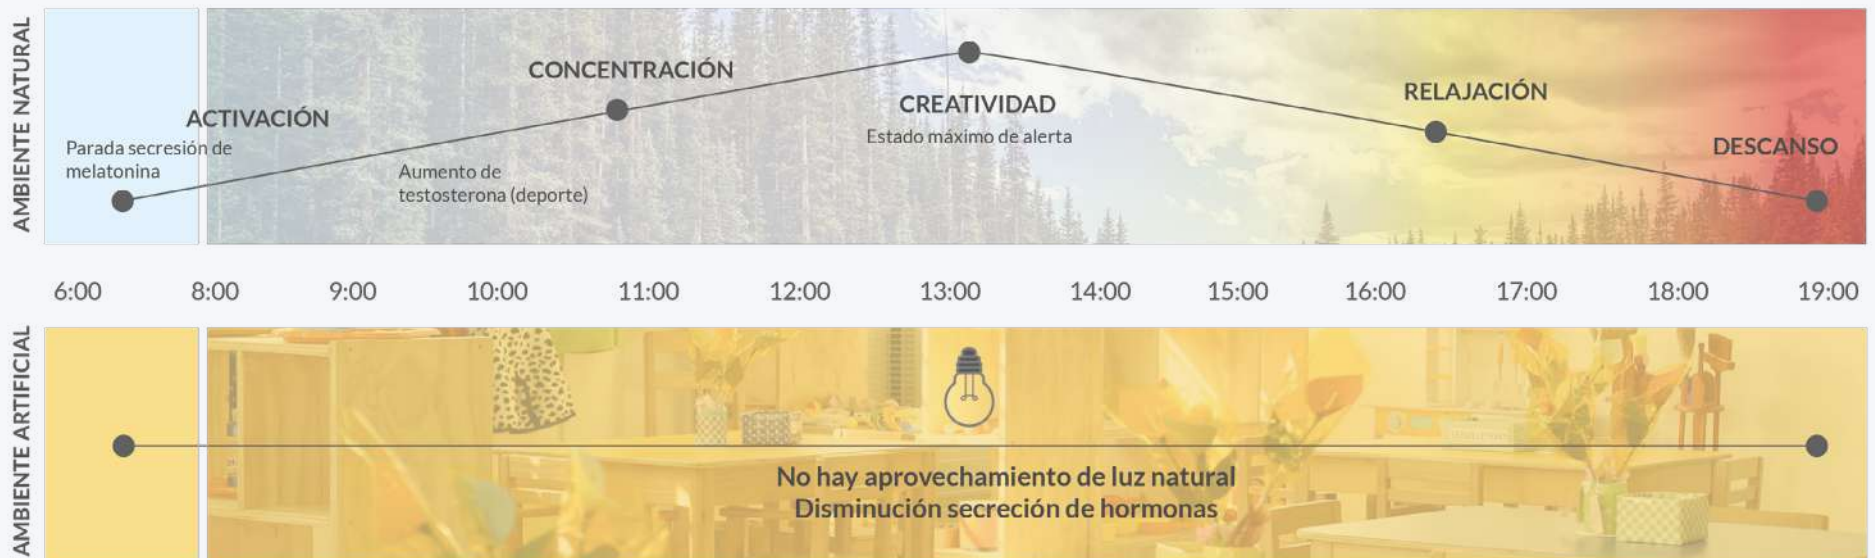 AMBIENTE NATURAL
ACTIVACIÓN
Parada secresión de
melatonina
CONCENTRACIÓN
Aumento de
testosterona (deporte)
CREATIVIDAD
Estado máximo de alerta
RELAJACIÓN
DESCANSO
6:00 8:00 9:00 10:00 11:00 12:00 13:00 14:00 15:00 16:00 17:00 18:00 19:00
AMBIENTE ARTIFICIAL
No hay aprovechamiento de luz natural
Disminución secreción de hormonas